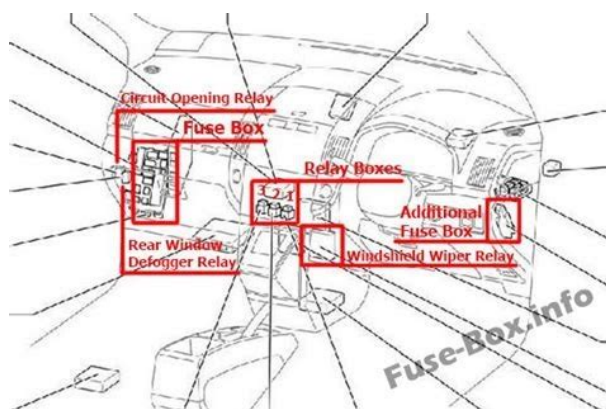 Circuit Opening Relay
Fuse Box
Relay Boxes
3 2 1
Additional
Fuse Box
Rear Window
Defogger Relay
Windshield Wiper Relay
Fuse-Box.info